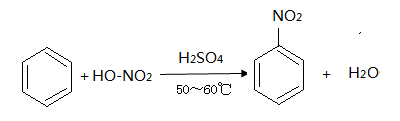 NO2
+ HO-NO2
H2SO4
50～60℃
+ H2O